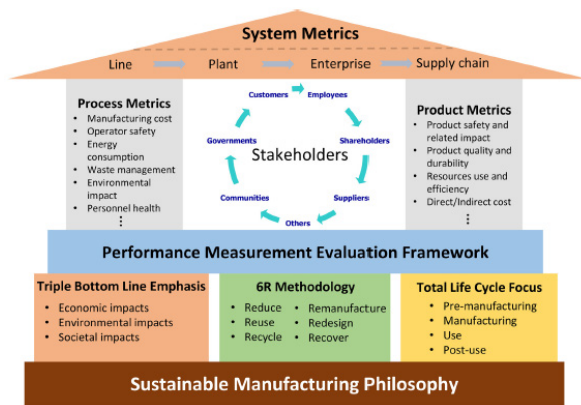 System Metrics
Line Plant Enterprise Supply chain
Process Metrics
• Manufacturing cost
• Operator safety
• Energy
consumption
• Waste management
• Environmental
impact
• Personnel health
⋮
Customers Employees
Governments Shareholders
Stakeholders
Communities Suppliers
Others
Product Metrics
• Product safety and
related impact
• Product quality and
durability
• Resources use and
efficiency
• Direct/Indirect cost
⋮
Performance Measurement Evaluation Framework
Triple Bottom Line Emphasis
• Economic impacts
• Environmental impacts
• Societal impacts
6R Methodology
• Reduce • Remanufacture
• Reuse • Redesign
• Recycle • Recover
Total Life Cycle Focus
• Pre-manufacturing
• Manufacturing
• Use
• Post-use
Sustainable Manufacturing Philosophy